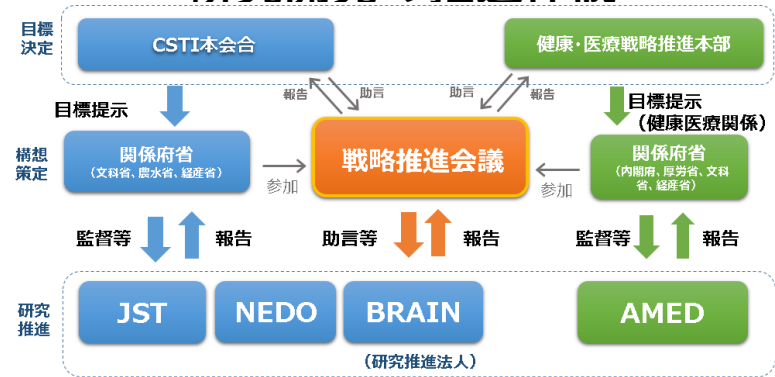 目標
決定
CSTI本会合
健康・医療戦略推進本部
報告
助言
助言
報告
目標提示
目標提示
(健康医療関係)
構想
策定
関係府省
(文科省、農水省、経産省)
参加
戦略推進会議
参加
関係府省
(内閣府、厚労省、文科
省、経産省)
監督等
報告
助言等
報告
監督等
報告
研究
推進
JST
NEDO
BRAIN
AMED
(研究推進法人)